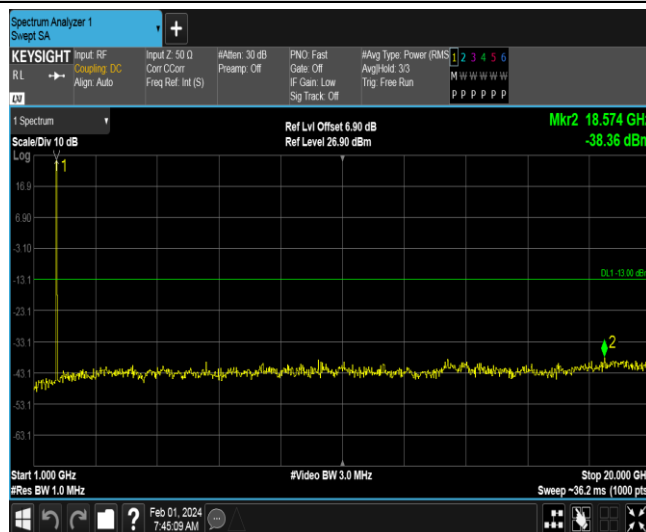 Spectrum Analyzer 1
Swept SA
+
KEYSIGHT Input: RF Input Z: 50 Ω #Atten: 30 dB PNO: Fast #Avg Type: Power (RMS 1 2 3 4 5 6
RL Coupling: DC Corr CCorr Preamp: Off Gate: Off Avg|Hold: 3/3 M W W W W W
Align: Auto Freq Ref: Int (S) IF Gain: Low Trig: Free Run
LXI Sig Track: Off P P P P P P
1 Spectrum Ref Lvl Offset 6.90 dB Mkr2 18.574 GHz
Scale/Div 10 dB Ref Level 26.90 dBm -38.36 dBm
Log
1
16.9
6.90
-3.10
-13.1 DL1 -13.00 dBm
-23.1
-33.1 2
-43.1
-53.1
-63.1
Start 1.000 GHz #Video BW 3.0 MHz Stop 20.000 GHz
#Res BW 1.0 MHz Sweep ~36.2 ms (1000 pts
? Feb 01, 2024
7:45:09 AM